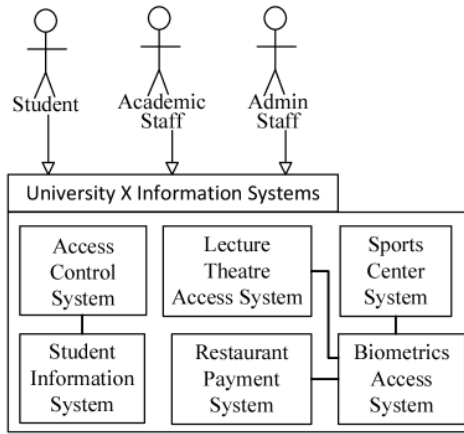 Student
Academic
Staff
Admin
Staff
University X Information Systems
Access
Control
System
Lecture
Theatre
Access System
Sports
Center
System
Student
Information
System
Restaurant
Payment
System
Biometrics
Access
System